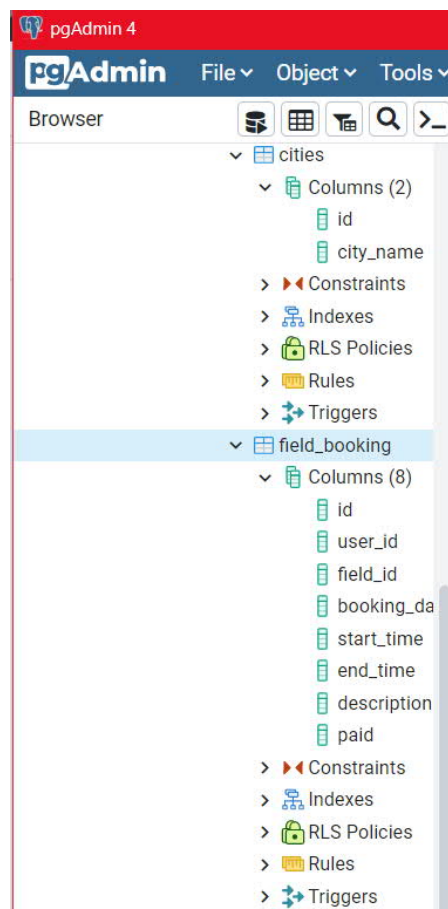 pgAdmin 4
pgAdmin File Object Tools
Browser
cities
Columns (2)
id
city_name
Constraints
Indexes
RLS Policies
Rules
Triggers
field_booking
Columns (8)
id
user_id
field_id
booking_da
start_time
end_time
description
paid
Constraints
Indexes
RLS Policies
Rules
Triggers